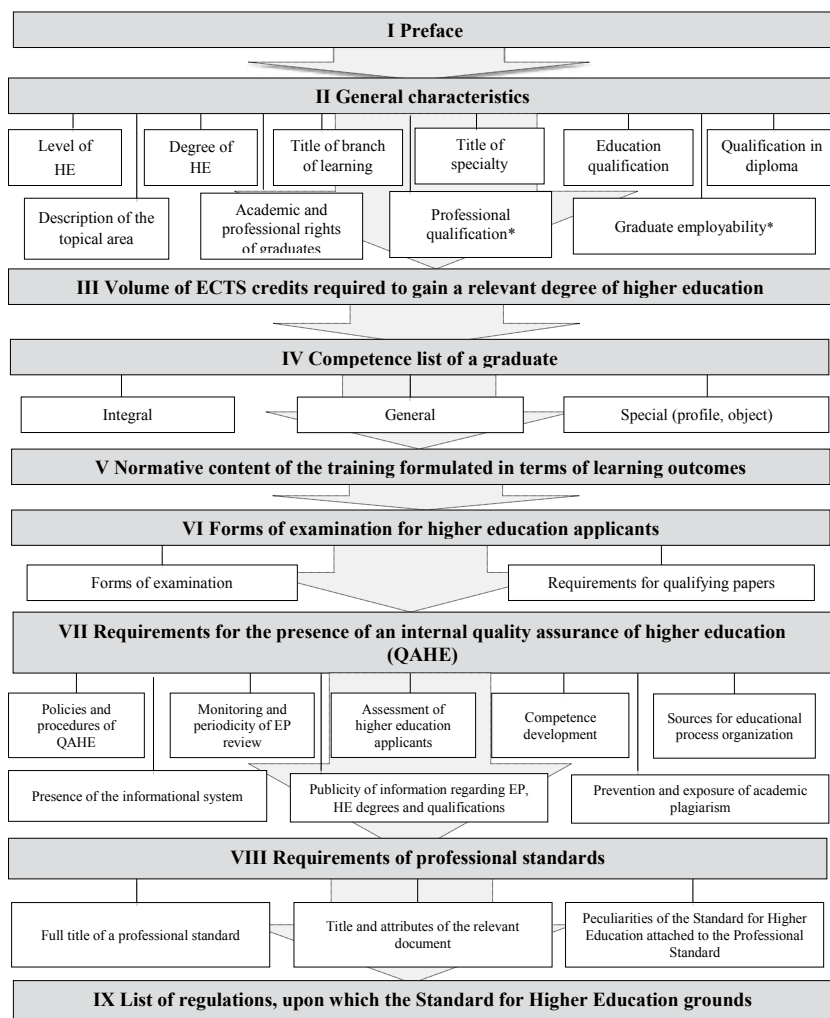 I Preface
II General characteristics
Level of
HE
Degree of
HE
Title of branch
of learning
Title of
specialty
Education
qualification
Qualification in
diploma
Description of the
topical area
Academic and
professional rights
of graduates
Professional
qualification*
Graduate employability*
III Volume of ECTS credits required to gain a relevant degree of higher education
IV Competence list of a graduate
Integral
General
Special (profile, object)
V Normative content of the training formulated in terms of learning outcomes
VI Forms of examination for higher education applicants
Forms of examination
Requirements for qualifying papers
VII Requirements for the presence of an internal quality assurance of higher education
(QAHE)
Policies and
procedures of
QAHE
Monitoring and
periodicity of EP
review
Assessment of
higher education
applicants
Competence
development
Sources for educational
process organization
Presence of the informational system
Publicity of information regarding EP,
HE degrees and qualifications
Prevention and exposure of academic
plagiarism
VIII Requirements of professional standards
Full title of a professional standard
Title and attributes of the relevant
document
Peculiarities of the Standard for Higher
Education attached to the Professional
Standard
IX List of regulations, upon which the Standard for Higher Education grounds